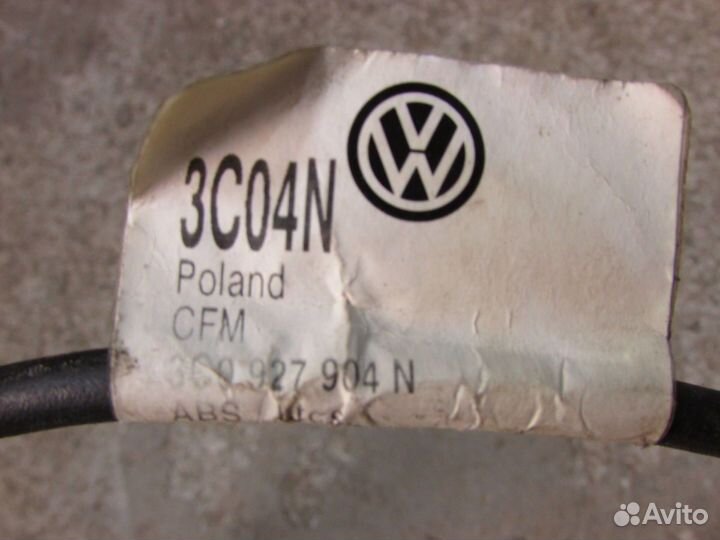 3C04N
Poland
CFM
3C0 927 904 N
ABS
Avito